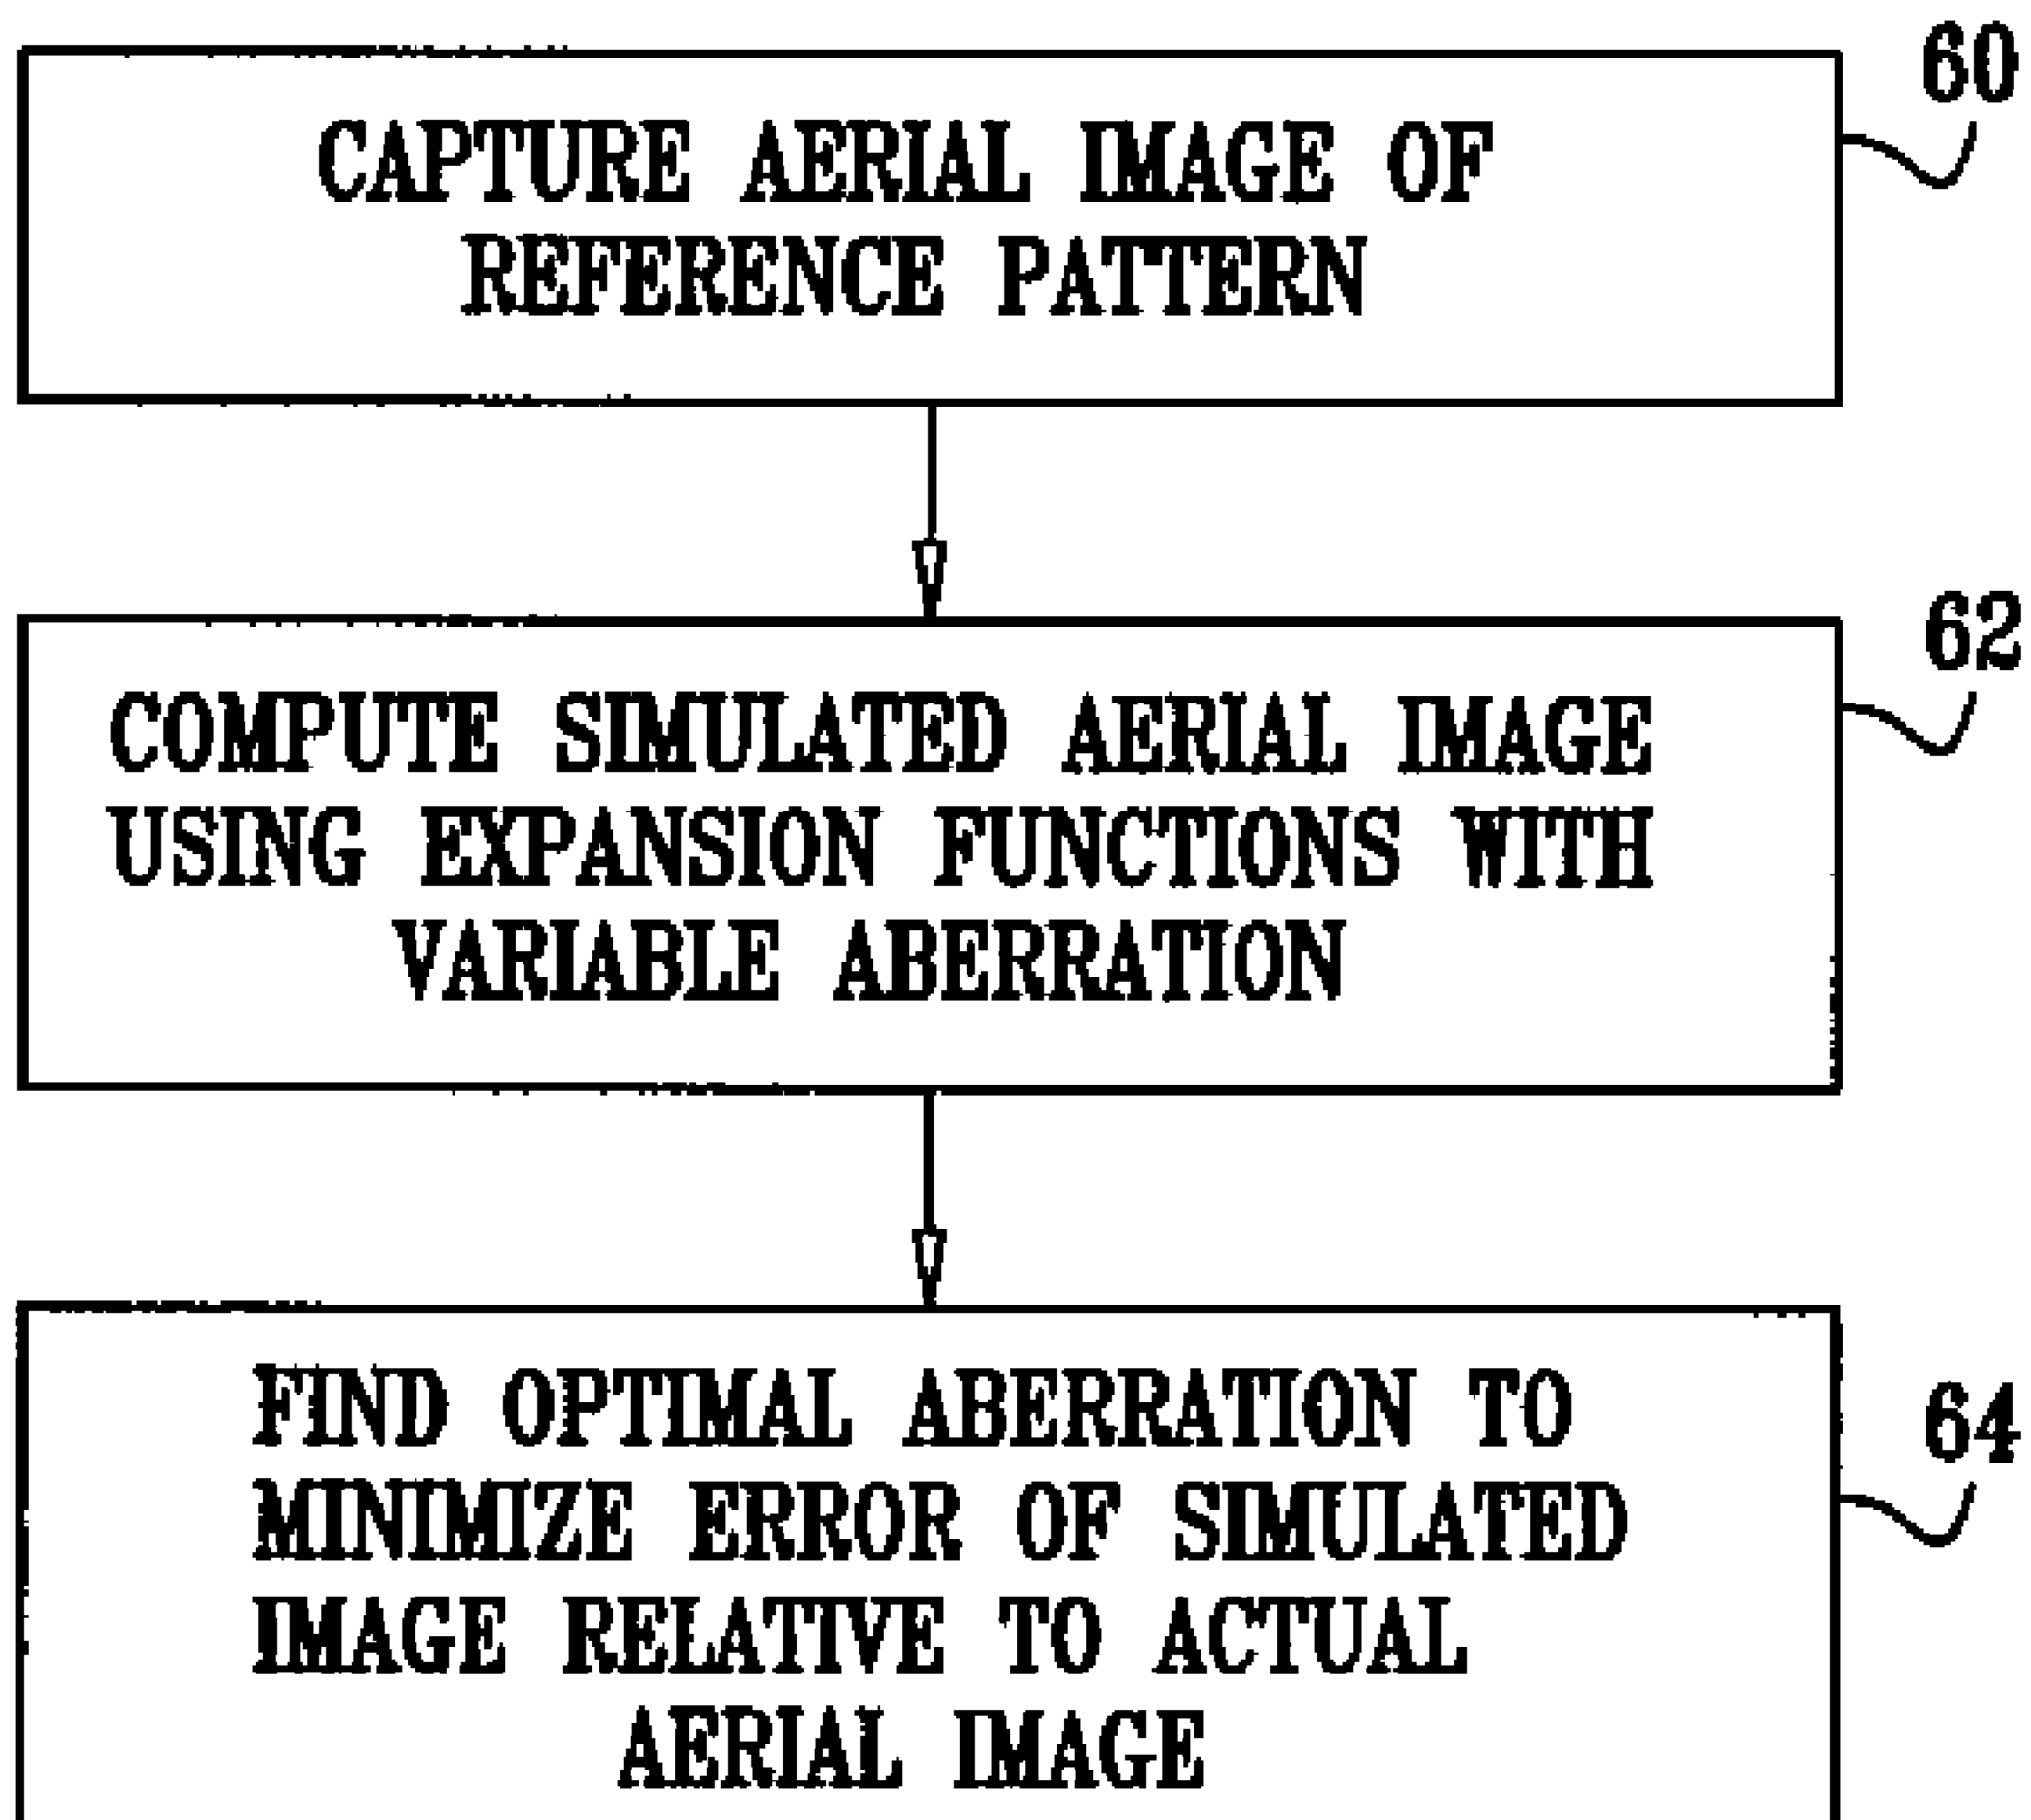 60
CAPTURE AERIAL IMAGE OF
REFERENCE PATTERN
62
COMPUTE SIMULATED AERIAL IMAGE
USING EXPANSION FUNCTIONS WITH
VARIABLE ABERRATION
64
FIND OPTIMAL ABERRATION TO
MINIMIZE ERROR OF SIMULATED
IMAGE RELATIVE TO ACTUAL
AERIAL IMAGE